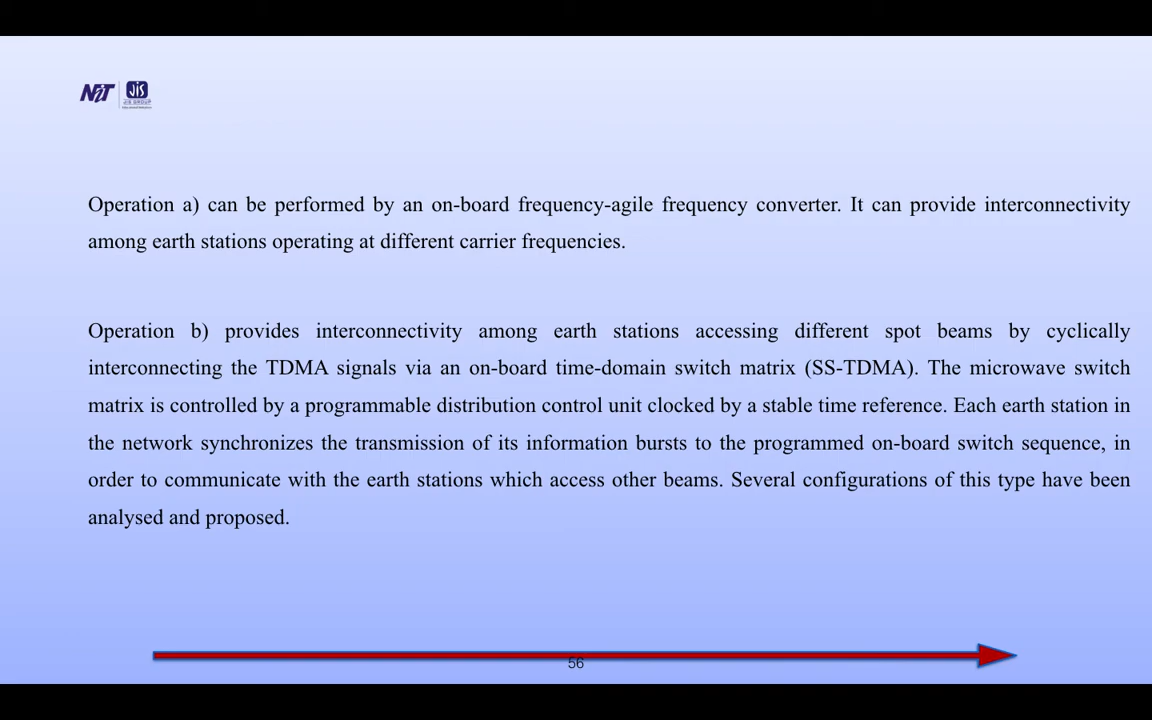 NiT JIS
JIS GROUP
Operation a) can be performed by an on-board frequency-agile frequency converter. It can provide interconnectivity
among earth stations operating at different carrier frequencies.
Operation b) provides interconnectivity among earth stations accessing different spot beams by cyclically
interconnecting the TDMA signals via an on-board time-domain switch matrix (SS-TDMA). The microwave switch
matrix is controlled by a programmable distribution control unit clocked by a stable time reference. Each earth station in
the network synchronizes the transmission of its information bursts to the programmed on-board switch sequence, in
order to communicate with the earth stations which access other beams. Several configurations of this type have been
analysed and proposed.
56